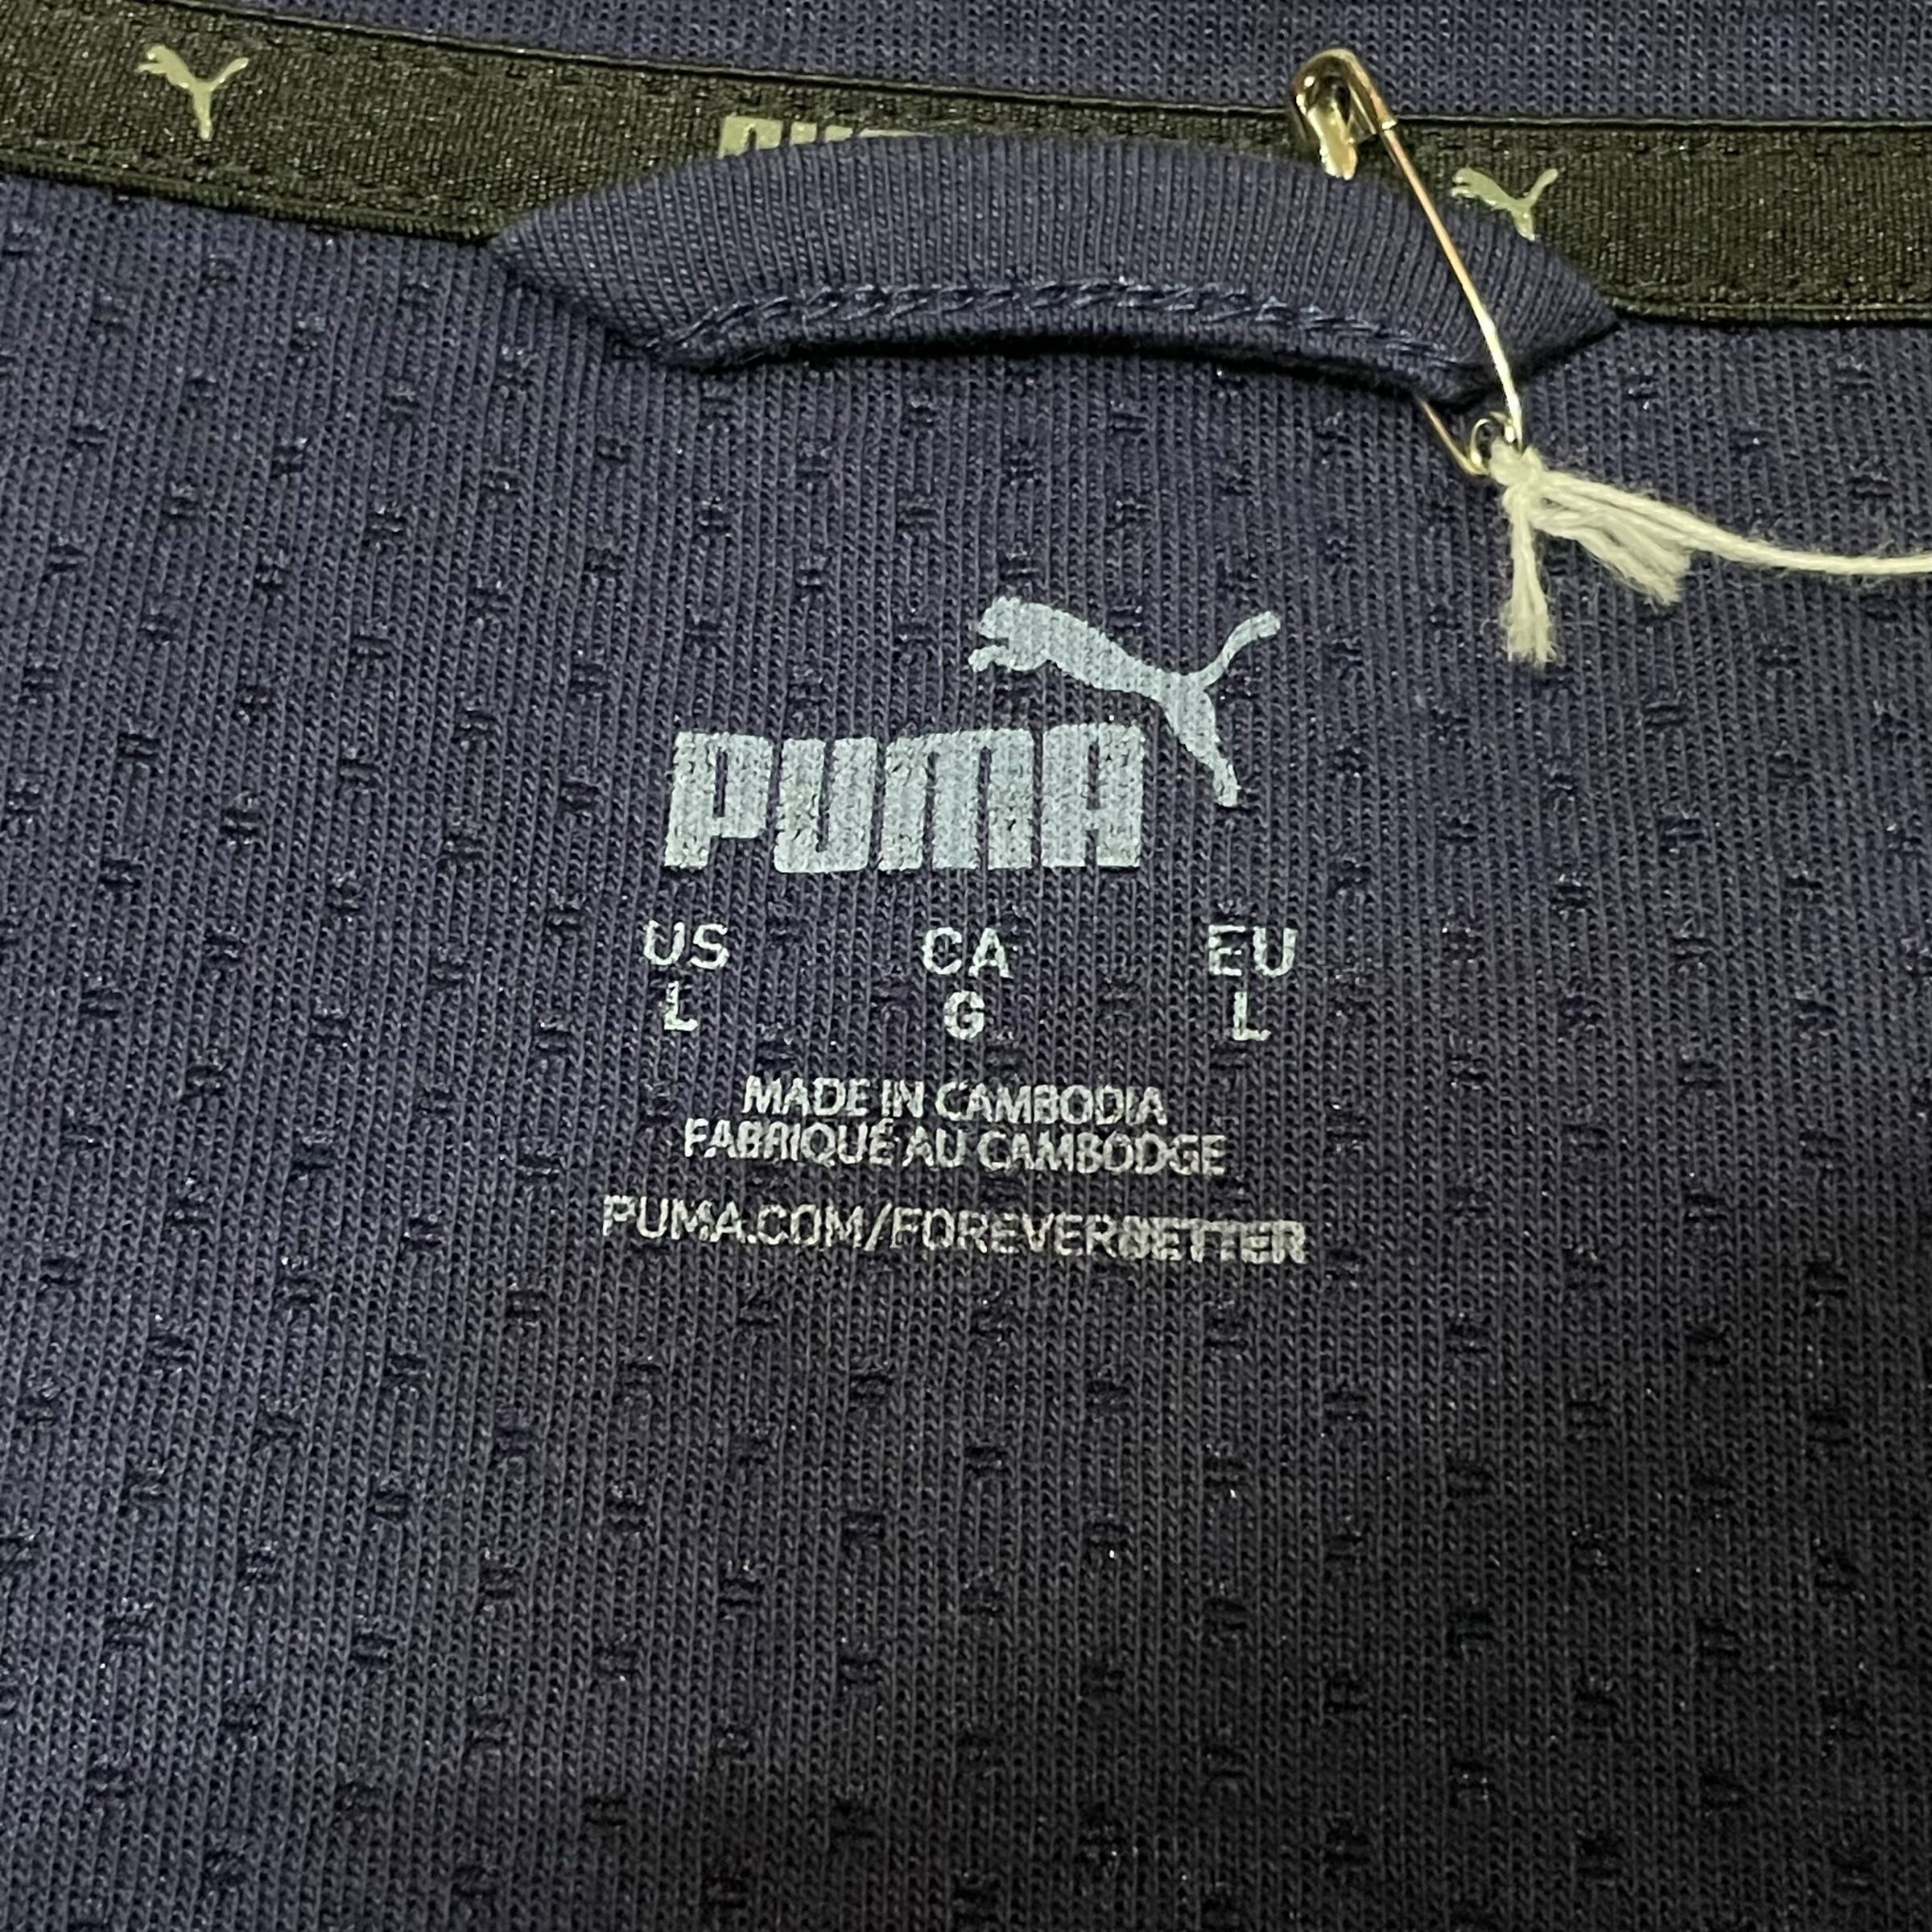 PUMA
US CA EU
L G L
MADE IN CAMBODIA
FABRIQUÉ AU CAMBODGE
PUMA.COM/FOREVERBETTER